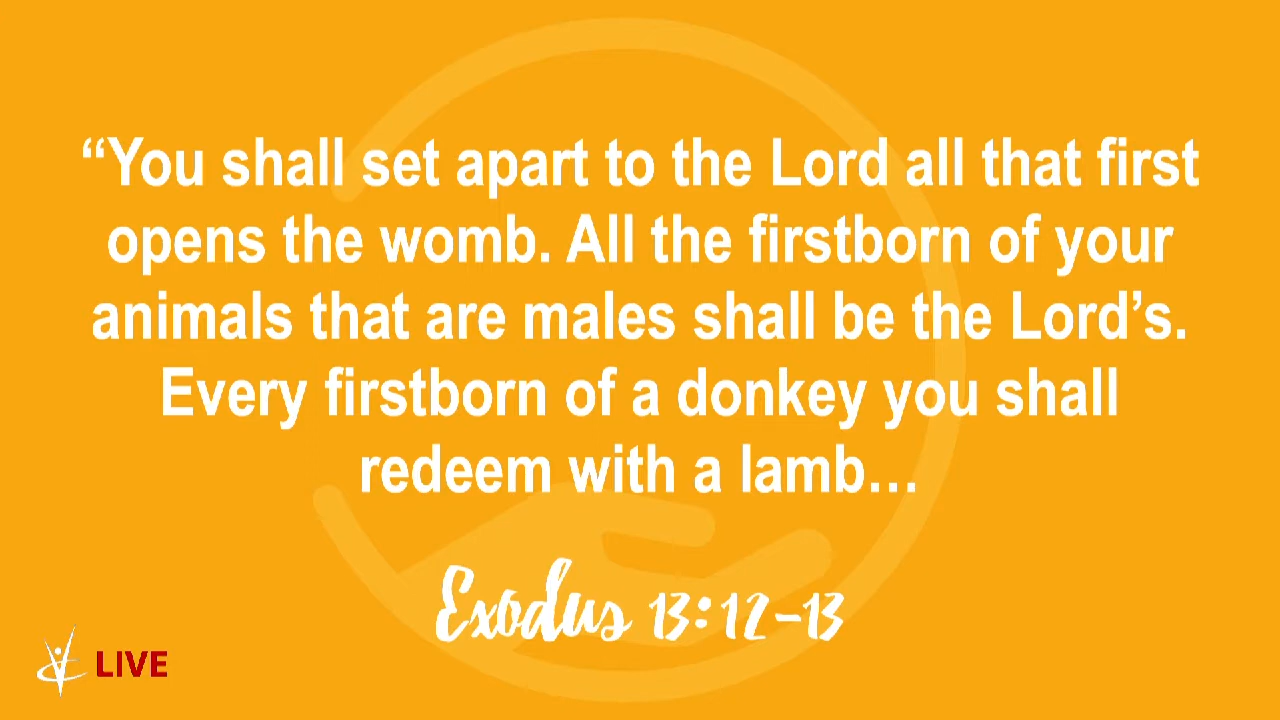 “You shall set apart to the Lord all that first
opens the womb. All the firstborn of your
animals that are males shall be the Lord’s.
Every firstborn of a donkey you shall
redeem with a lamb…
Exodus 13:12-13
LIVE